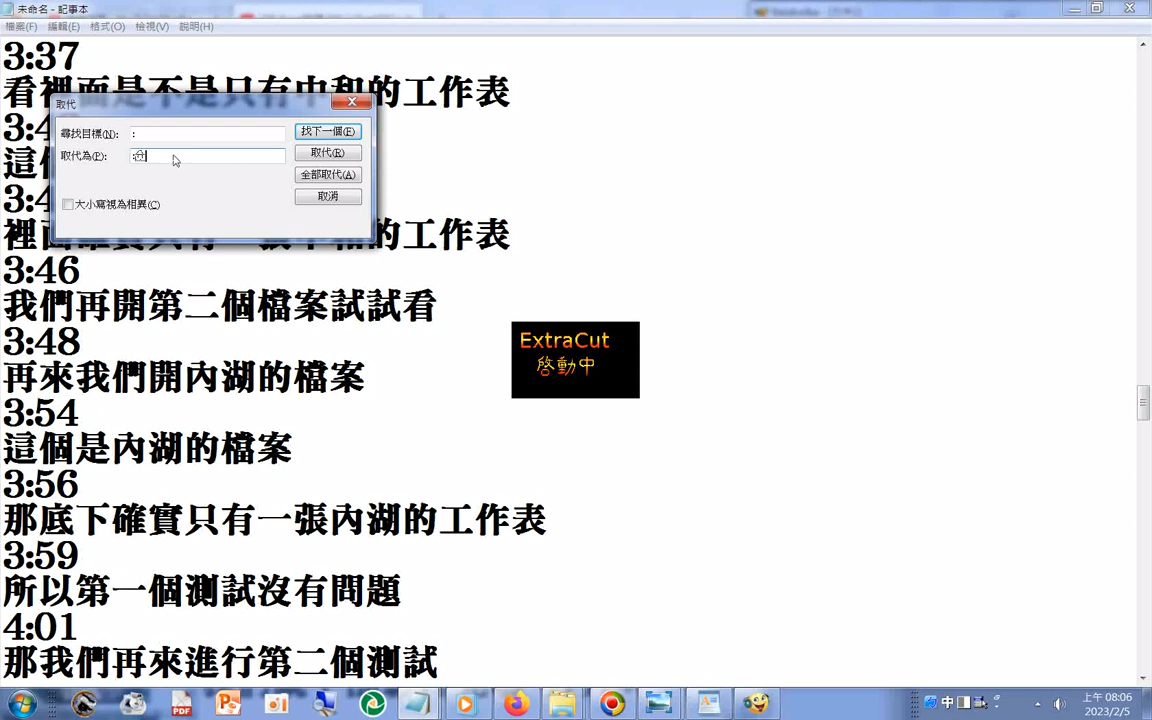 未命名 - 記事本
檔案(F) 編輯(E) 格式(O) 檢視(V) 說明(H)
3:37
看裡面是不是只有中和的工作表
取代
尋找目標(N): :
找下一個(F)
取代為(P):
取代(R)
全部取代(A)
取消
大小寫視為相異(C)
的工作表
3:46
我們再開第二個檔案試試看
ExtraCut
啓動中
3:48
再來我們開內湖的檔案
3:54
這個是內湖的檔案
3:56
那底下確實只有一張內湖的工作表
3:59
所以第一個測試沒有問題
4:01
那我們再來進行第二個測試
中
上午 08:06
2023/2/5